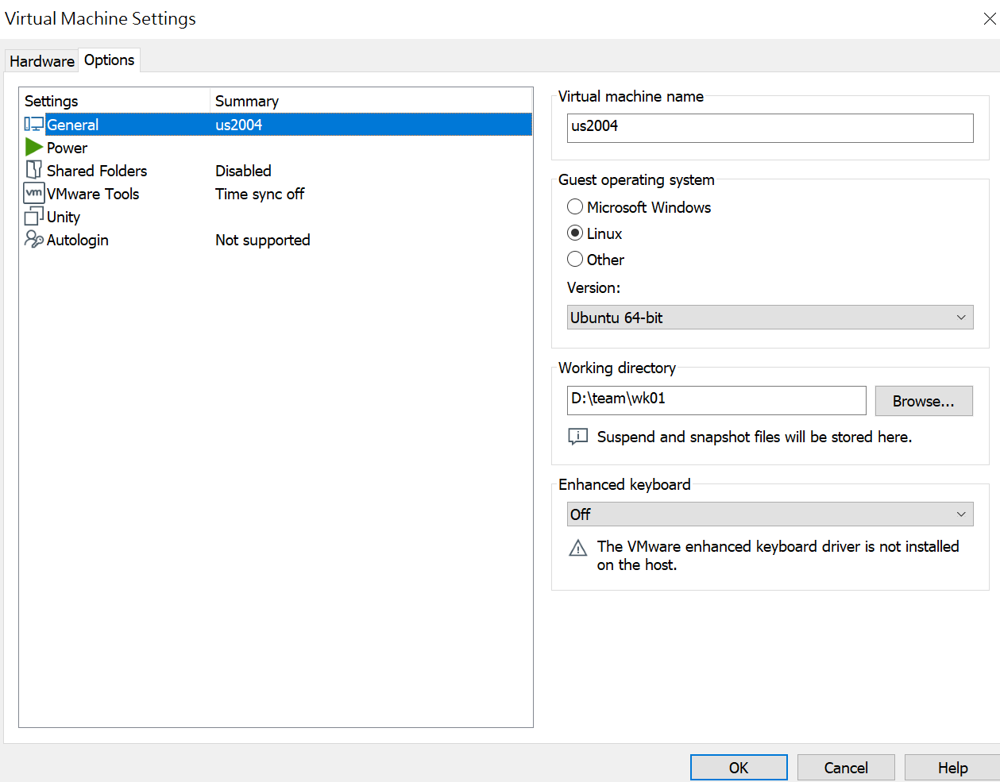 Virtual Machine Settings
Hardware Options
Settings Summary
General us2004
Power
Shared Folders Disabled
vm VMware Tools Time sync off
Unity
Autologin Not supported
Virtual machine name
us2004
Guest operating system
Microsoft Windows
Linux
Other
Version:
Ubuntu 64-bit
Working directory
D:\team\wk01 Browse...
Suspend and snapshot files will be stored here.
Enhanced keyboard
Off
The VMware enhanced keyboard driver is not installed
on the host.
OK Cancel Help